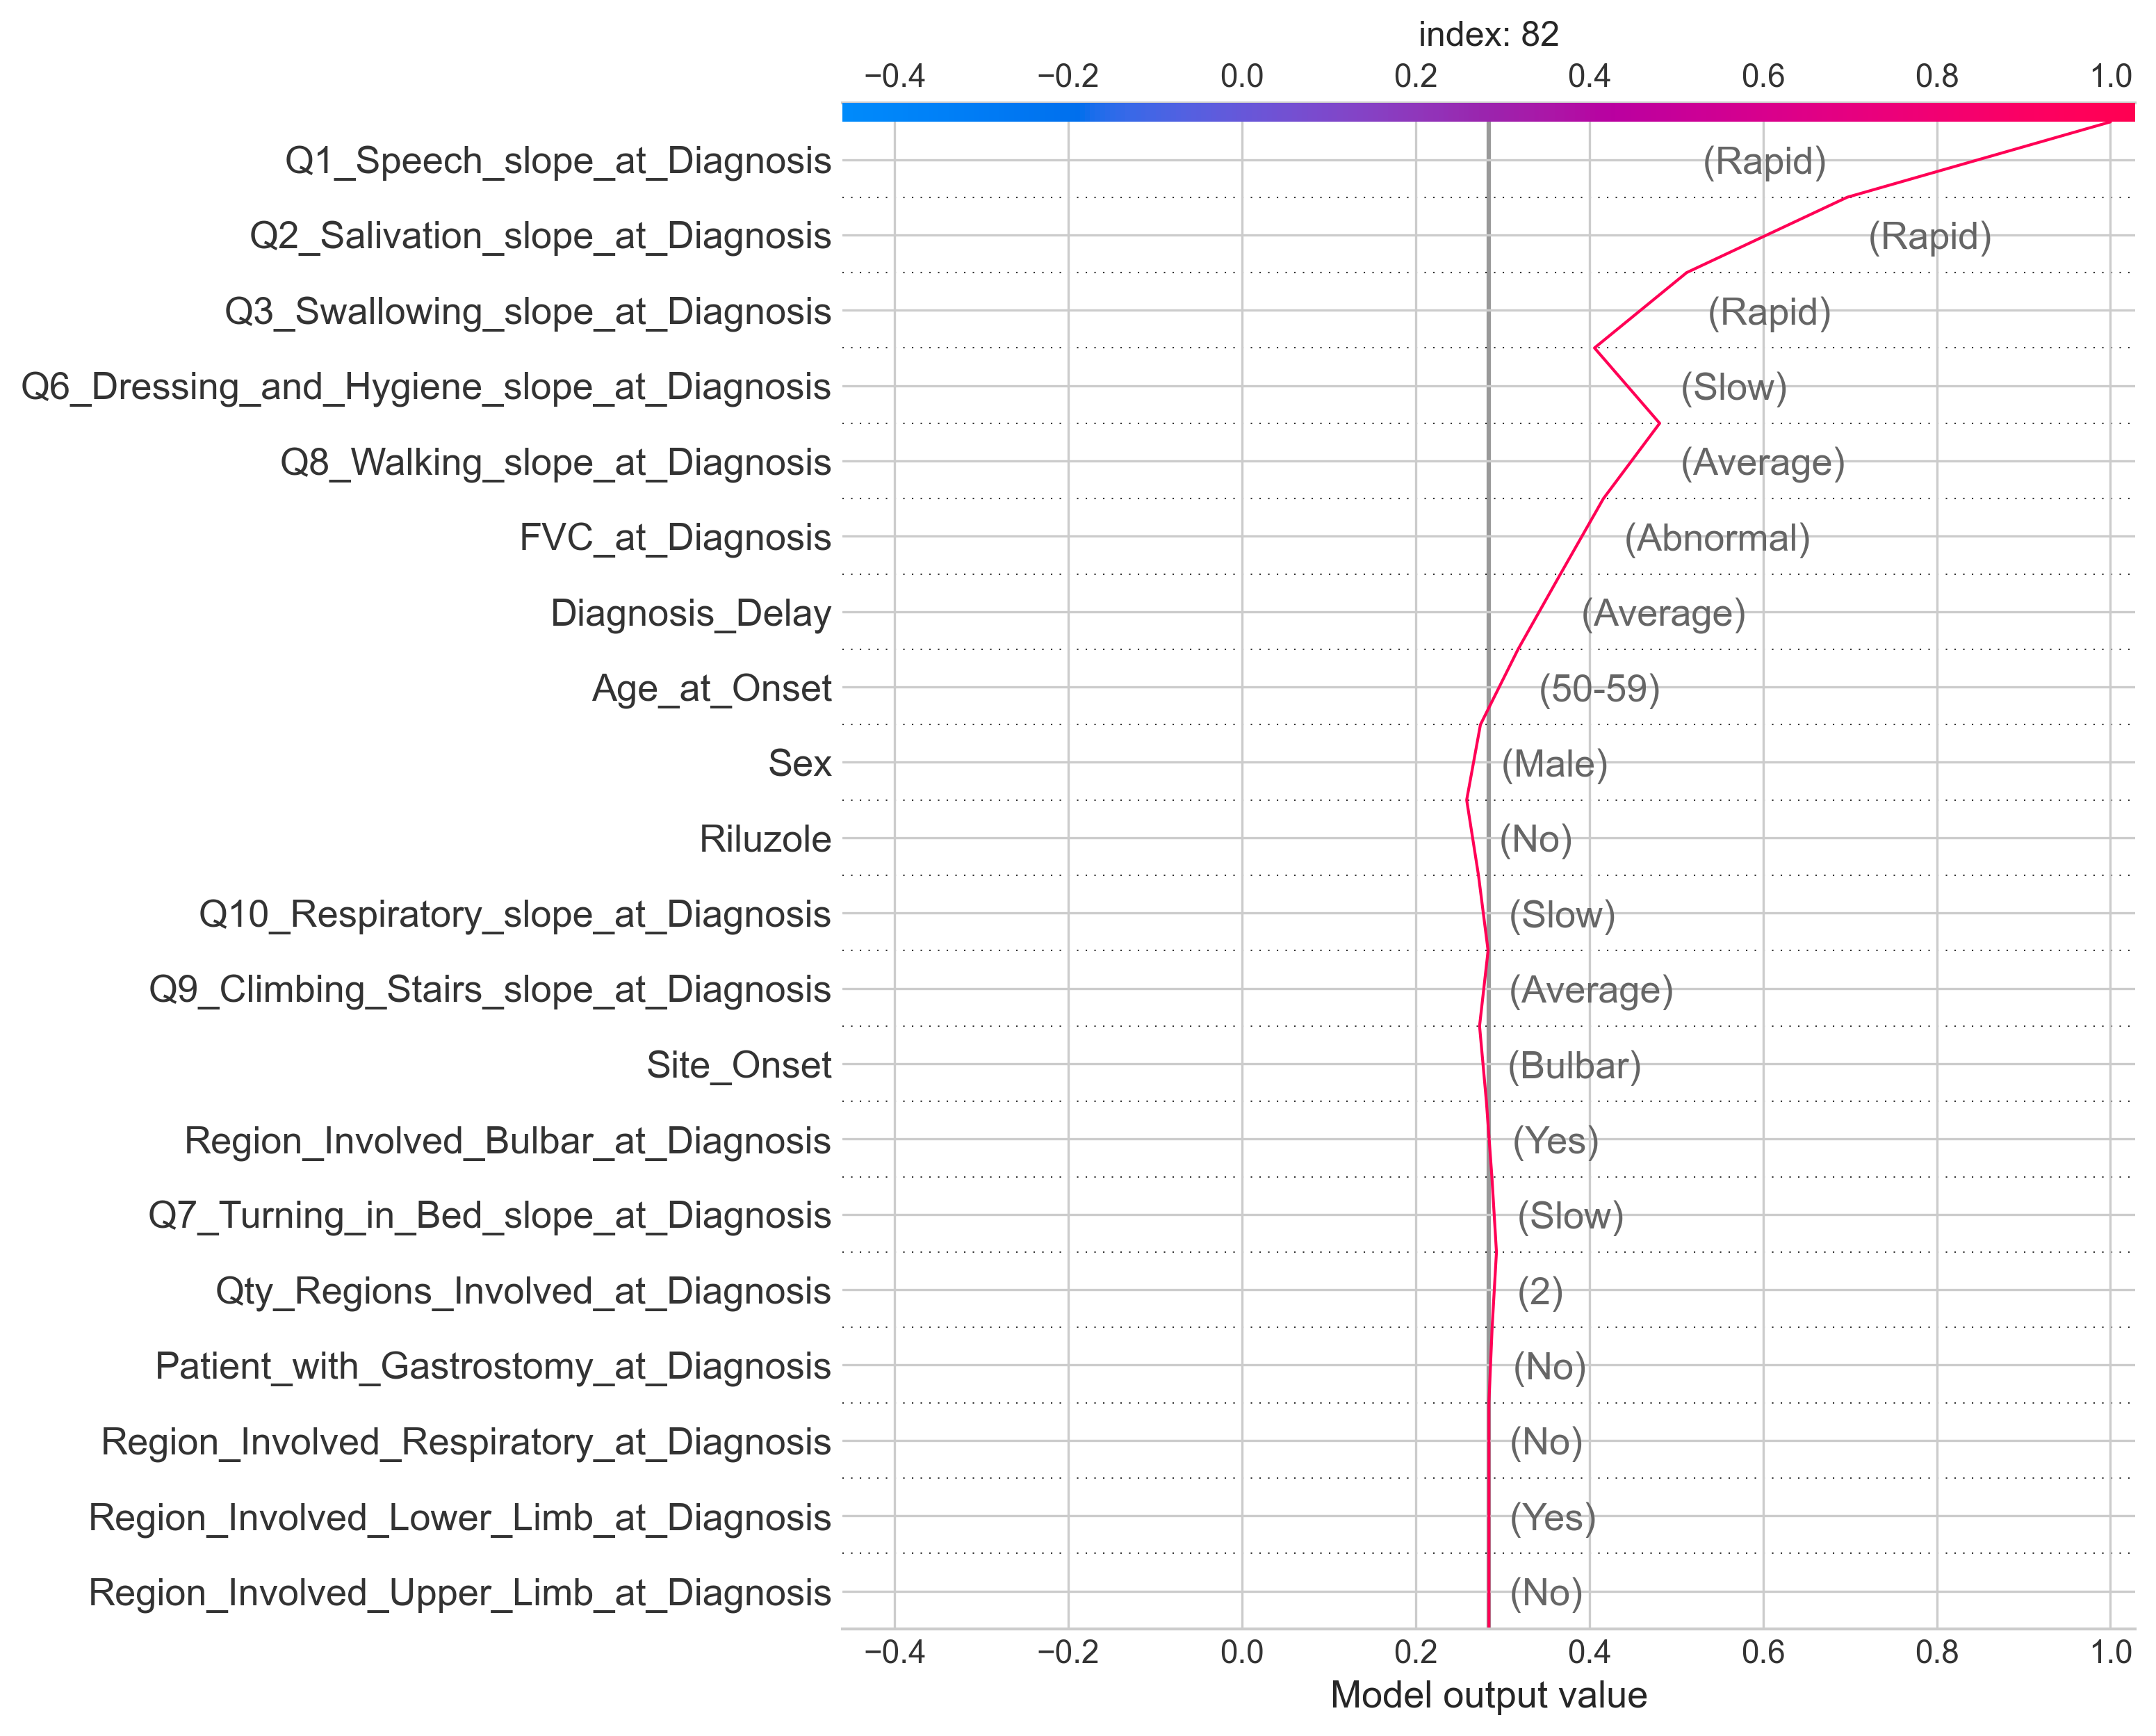 index: 82
−0.4 −0.2 0.0 0.2 0.4 0.6 0.8 1.0
Q1_Speech_slope_at_Diagnosis (Rapid)
Q2_Salivation_slope_at_Diagnosis (Rapid)
Q3_Swallowing_slope_at_Diagnosis (Rapid)
Q6_Dressing_and_Hygiene_slope_at_Diagnosis (Slow)
Q8_Walking_slope_at_Diagnosis (Average)
FVC_at_Diagnosis (Abnormal)
Diagnosis_Delay (Average)
Age_at_Onset (50-59)
Sex (Male)
Riluzole (No)
Q10_Respiratory_slope_at_Diagnosis (Slow)
Q9_Climbing_Stairs_slope_at_Diagnosis (Average)
Site_Onset (Bulbar)
Region_Involved_Bulbar_at_Diagnosis (Yes)
Q7_Turning_in_Bed_slope_at_Diagnosis (Slow)
Qty_Regions_Involved_at_Diagnosis (2)
Patient_with_Gastrostomy_at_Diagnosis (No)
Region_Involved_Respiratory_at_Diagnosis (No)
Region_Involved_Lower_Limb_at_Diagnosis (Yes)
Region_Involved_Upper_Limb_at_Diagnosis (No)
−0.4 −0.2 0.0 0.2 0.4 0.6 0.8 1.0
Model output value